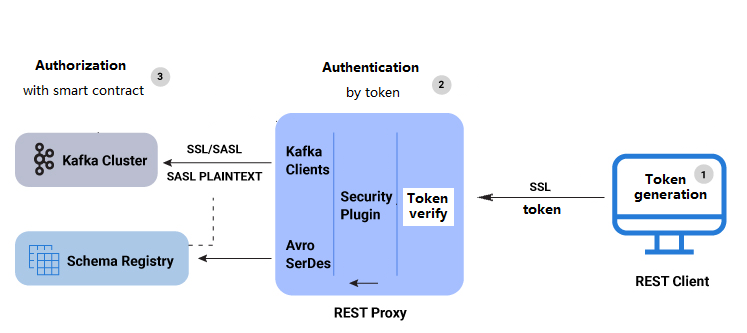 Authorization
with smart contract
3
Authentication
by token
2
Kafka Cluster
SSL/SASL
SASL PLAINTEXT
Kafka
Clients
Security
Plugin
Token
verify
SSL
token
Token
generation
1
REST Client
Schema Registry
Avro
SerDes
REST Proxy